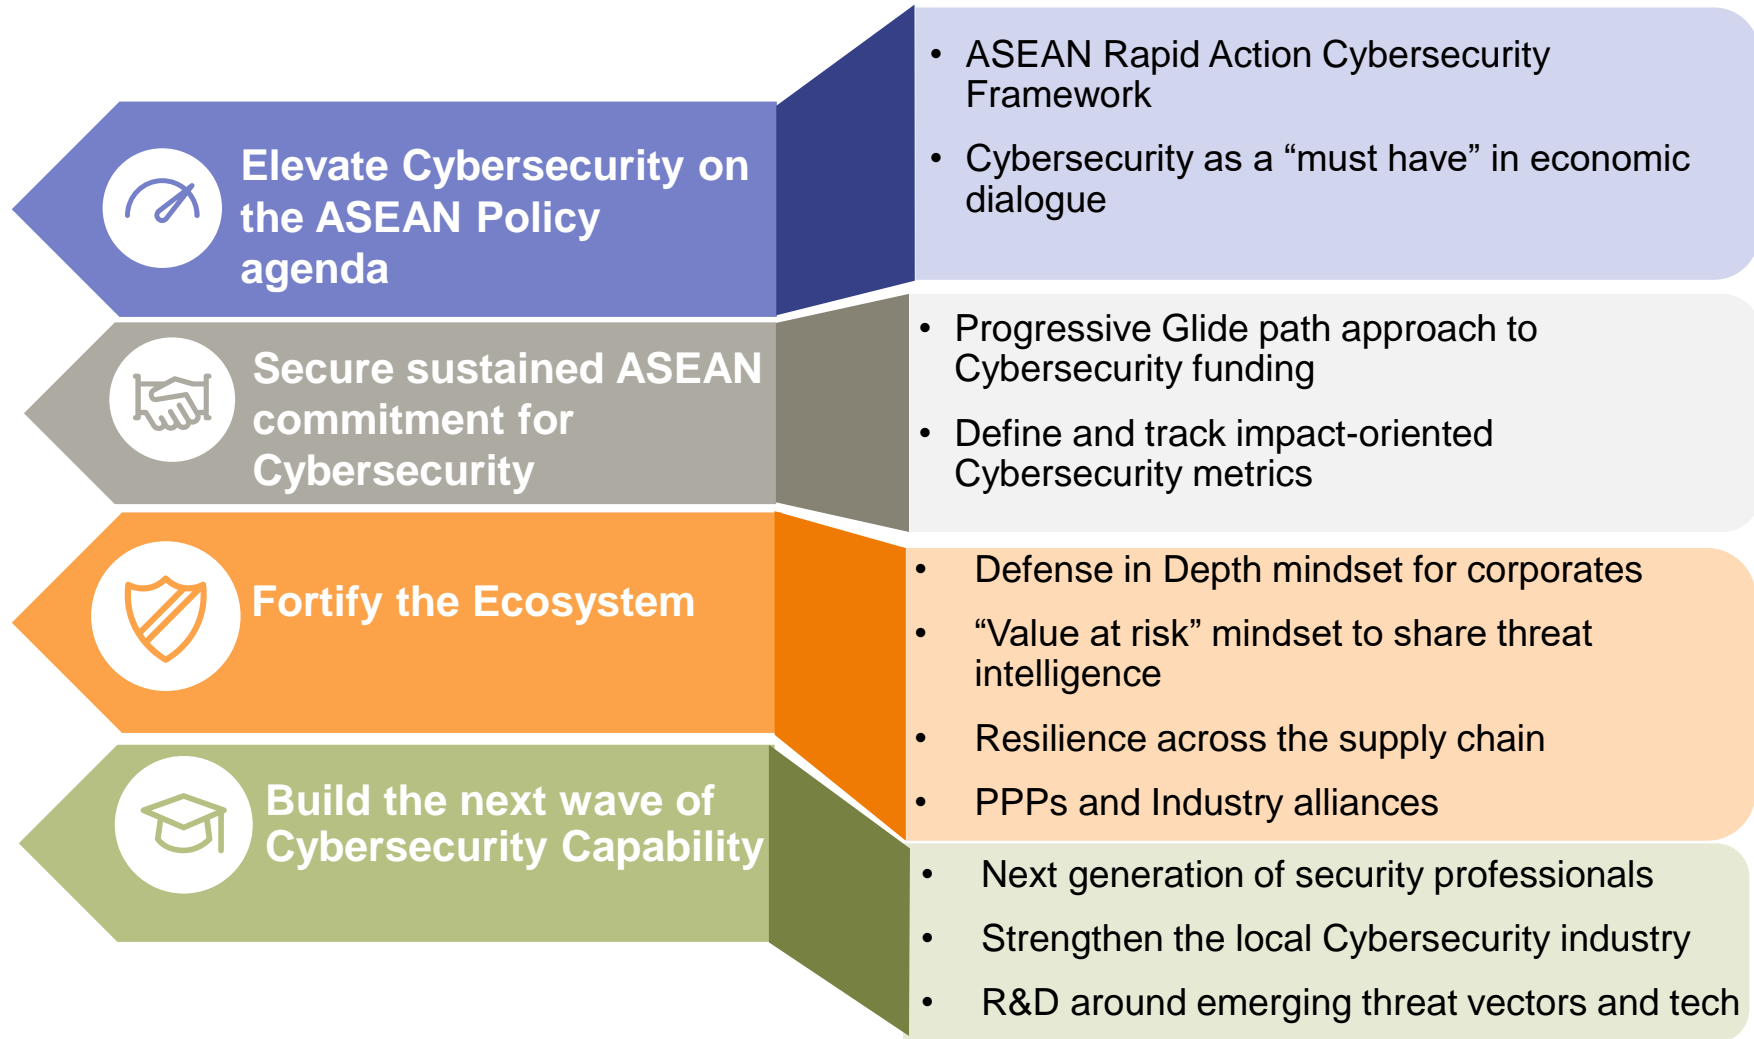 Elevate Cybersecurity on
the ASEAN Policy
agenda
• ASEAN Rapid Action Cybersecurity
Framework
• Cybersecurity as a “must have” in economic
dialogue
Secure sustained ASEAN
commitment for
Cybersecurity
• Progressive Glide path approach to
Cybersecurity funding
• Define and track impact-oriented
Cybersecurity metrics
Fortify the Ecosystem
• Defense in Depth mindset for corporates
• “Value at risk” mindset to share threat
intelligence
• Resilience across the supply chain
• PPPs and Industry alliances
Build the next wave of
Cybersecurity Capability
• Next generation of security professionals
• Strengthen the local Cybersecurity industry
• R&D around emerging threat vectors and tech